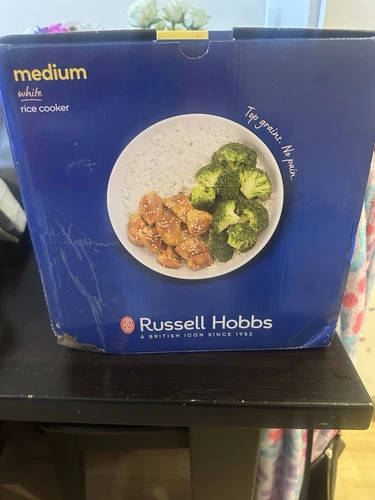 medium
white
rice cooker
Top grains. No pain.
Russell Hobbs
A BRITISH ICON SINCE 1952